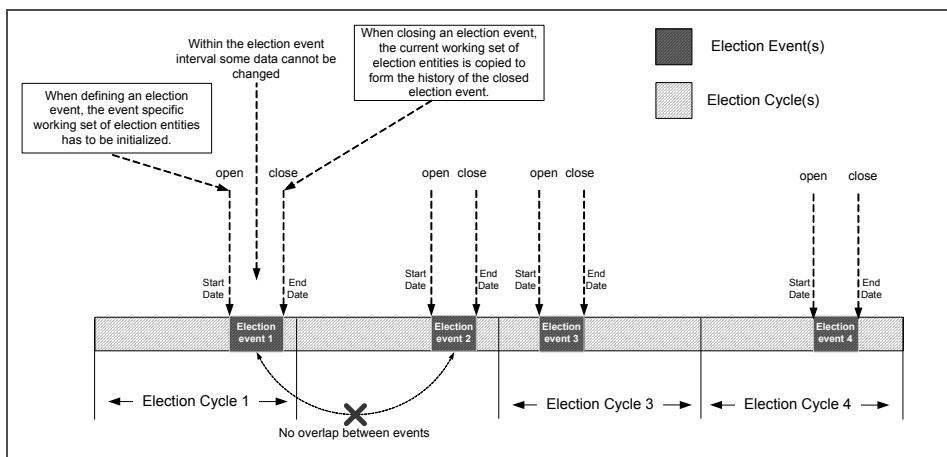 When defining an election
event, the event specific
working set of election entities
has to be initialized.
Within the election event
interval some data cannot be
changed
When closing an election event,
the current working set of
election entities is copied to
form the history of the closed
election event.
Election Event(s)
Election Cycle(s)
open
close
open
close
open
close
open
close
Start
Date
End
Date
Start
Date
End
Date
Start
Date
End
Date
Start
Date
End
Date
Election
event 1
Election
event 2
Election
event 3
Election
event 4
Election Cycle 1
Election Cycle 3
Election Cycle 4
No overlap between events